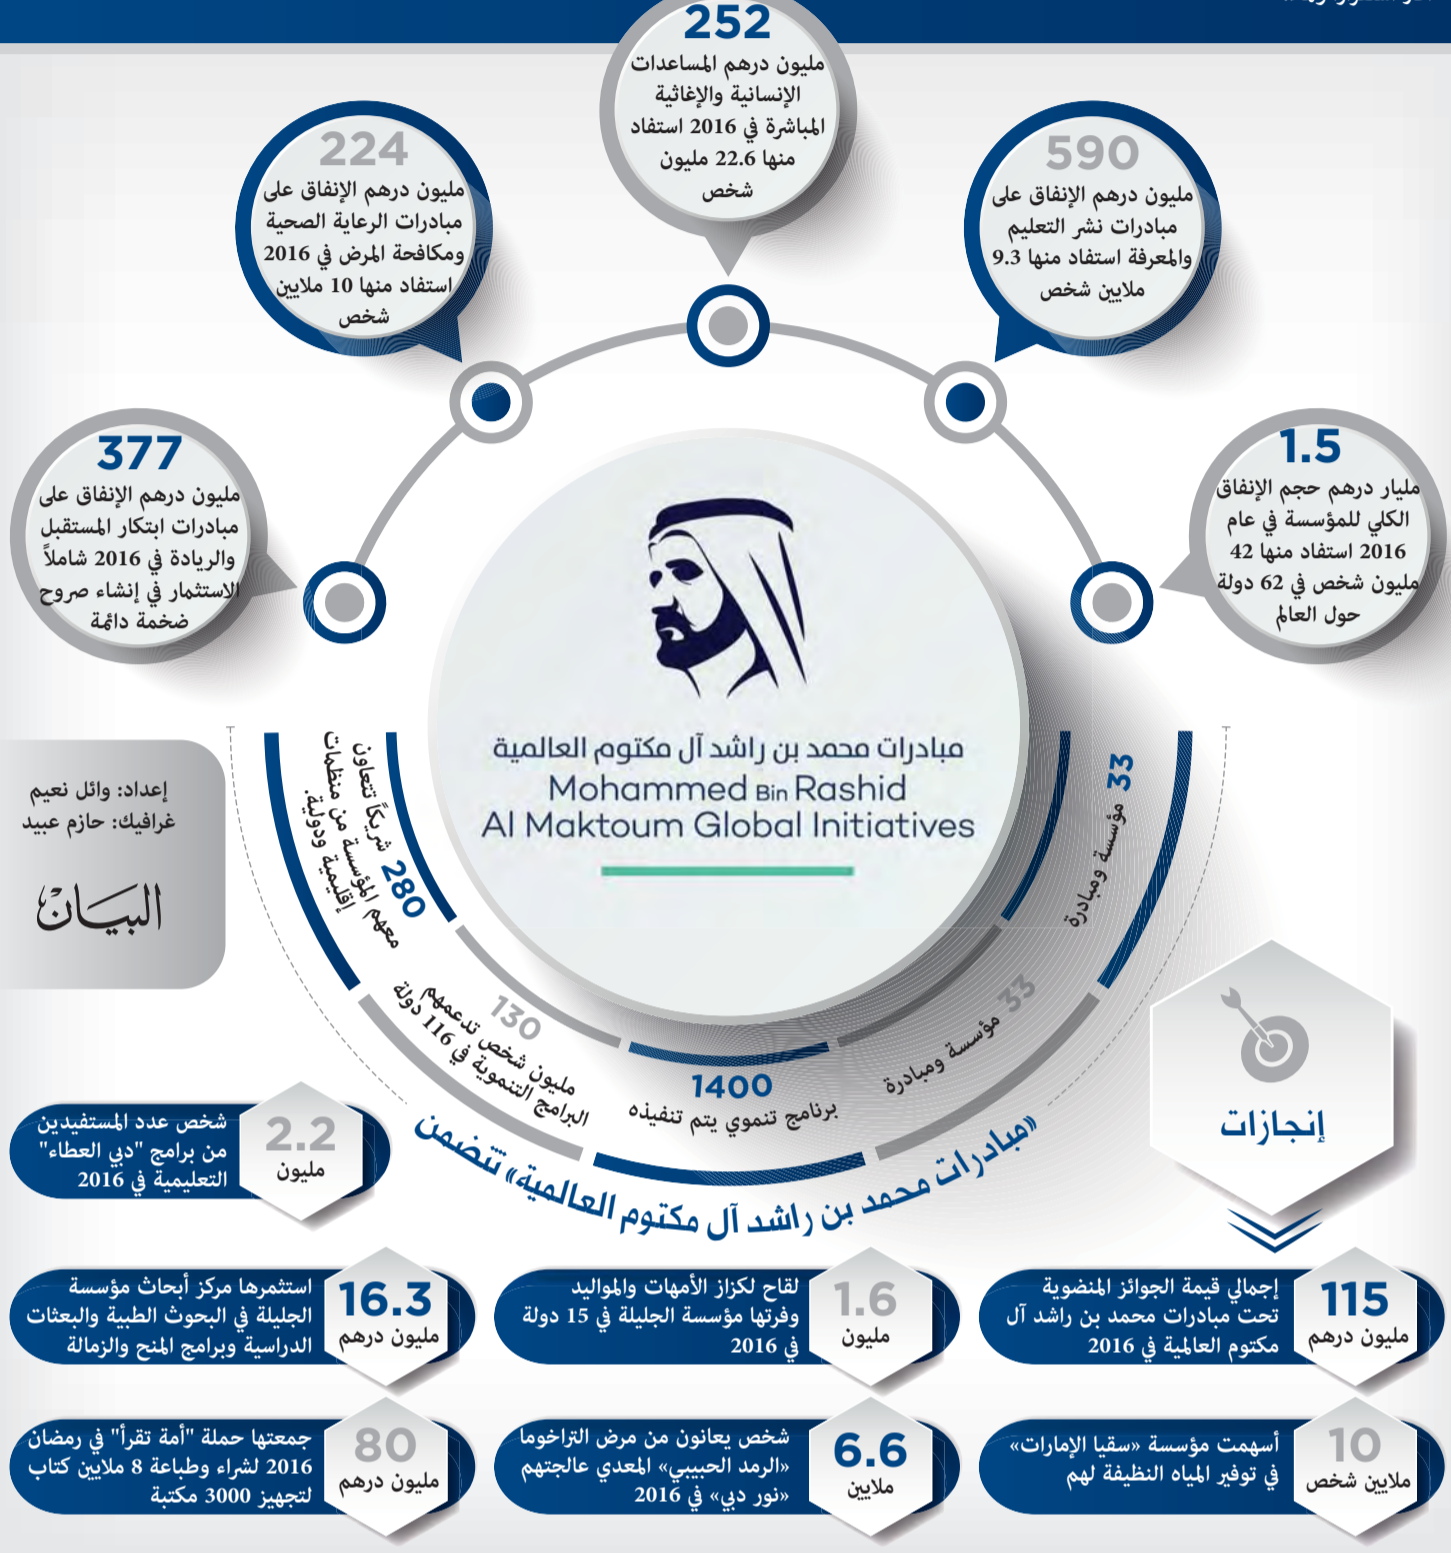 252
مليون درهم المساعدات
الإنسانية والإغاثية
المباشرة في 2016 استفاد
منها 22.6 مليون
شخص
590
مليون درهم الإنفاق على
مبادرات نشر التعليم
والمعرفة استفاد منها 9.3
ملايين شخص
224
مليون درهم الإنفاق على
مبادرات الرعاية الصحية
ومكافحة المرض في 2016
استفاد منها 10 ملايين
شخص
1.5
مليار درهم حجم الإنفاق
الكلي للمؤسسة في عام
2016 استفاد منها 42
مليون شخص في 62 دولة
حول العالم
377
مليون درهم الإنفاق على
مبادرات ابتكار المستقبل
والريادة في 2016 شاملاً
الاستثمار في إنشاء صروح
ضخمة دائمة
مبادرات محمد بن راشد آل مكتوم العالمية
Mohammed Bin Rashid
Al Maktoum Global Initiatives
33 مؤسسة ومبادرة
33 مؤسسة ومبادرة
1400
برنامج تنموي يتم تنفيذه
130
مليون شخص تدعمهم
البرامج التنموية في 116 دولة
280 شريكاً تتعاون
معهم المؤسسة من منظمات
إقليمية ودولية.
«مبادرات محمد بن راشد آل مكتوم العالمية» تتضمن
إعداد: وائل نعيم
غرافيك: حازم عبيد
البيان
إنجازات
2.2
مليون
شخص عدد المستفيدين
من برامج "دبي العطاء"
التعليمية في 2016
115
مليون درهم
إجمالي قيمة الجوائز المنضوية
تحت مبادرات محمد بن راشد آل
مكتوم العالمية في 2016
1.6
مليون
لقاح لكزاز الأمهات والمواليد
وفرتها مؤسسة الجليلة في 15 دولة
في 2016
16.3
مليون درهم
استثمرها مركز أبحاث مؤسسة
الجليلة في البحوث الطبية والبعثات
الدراسية وبرامج المنح والزمالة
10
ملايين شخص
أسهمت مؤسسة «سقيا الإمارات»
في توفير المياه النظيفة لهم
6.6
ملايين
شخص يعانون من مرض التراخوما
«الرمد الحبيبي» المعدي عالجتهم
«نور دبي» في 2016
80
مليون درهم
جمعتها حملة "أمة تقرأ" في رمضان
2016 لشراء وطباعة 8 ملايين كتاب
لتجهيز 3000 مكتبة